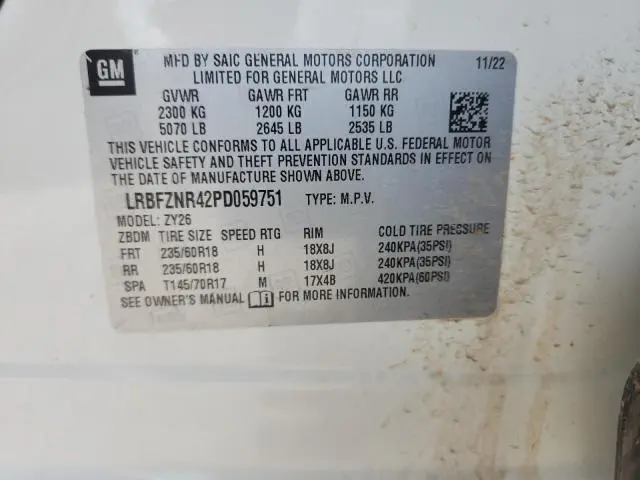 GM
MFD BY SAIC GENERAL MOTORS CORPORATION 11/22
LIMITED FOR GENERAL MOTORS LLC
GVWR GAWR FRT GAWR RR
2300 KG 1200 KG 1150 KG
5070 LB 2645 LB 2535 LB
THIS VEHICLE CONFORMS TO ALL APPLICABLE U.S. FEDERAL MOTOR
VEHICLE SAFETY AND THEFT PREVENTION STANDARDS IN EFFECT ON
THE DATE OF MANUFACTURE SHOWN ABOVE.
LRBFZNR42PD059751 TYPE: M.P.V.
MODEL: ZY26
ZBDM TIRE SIZE SPEED RTG RIM COLD TIRE PRESSURE
FRT 235/60R18 H 18X8J 240KPA(35PSI)
RR 235/60R18 H 18X8J 240KPA(35PSI)
SPA T145/70R17 M 17X4B 420KPA(60PSI)
SEE OWNER'S MANUAL FOR MORE INFORMATION.